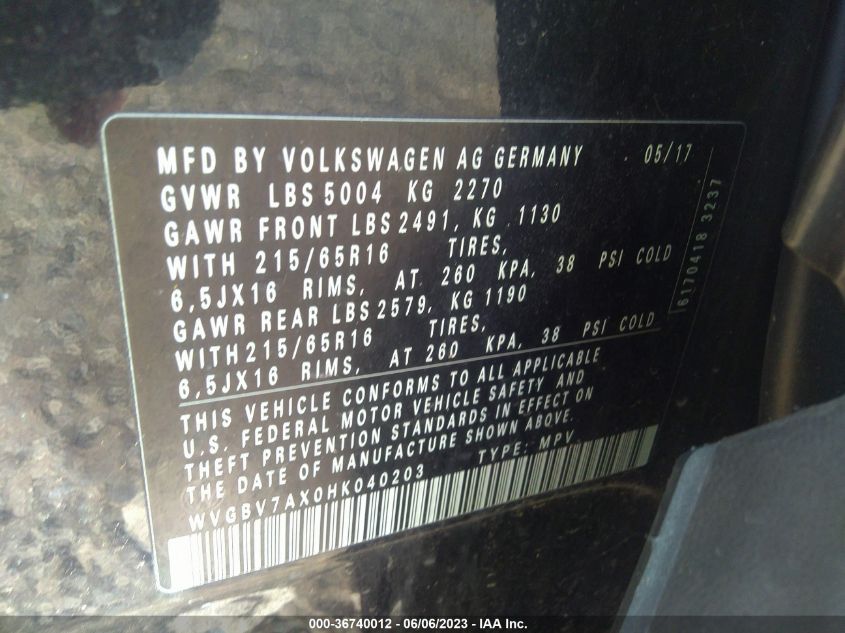 MFD BY VOLKSWAGEN AG GERMANY 05/17
GVWR LBS 5004 KG 2270
GAWR FRONT LBS 2491, KG 1130
WITH 215/65R16 TIRES,
6,5JX16 RIMS, AT 260 KPA, 38 PSI COLD
GAWR REAR LBS 2579, KG 1190
WITH 215/65R16 TIRES,
6,5JX16 RIMS, AT 260 KPA, 38 PSI COLD
THIS VEHICLE CONFORMS TO ALL APPLICABLE
U.S. FEDERAL MOTOR VEHICLE SAFETY AND
THEFT PREVENTION STANDARDS IN EFFECT ON
THE DATE OF MANUFACTURE SHOWN ABOVE.
WVGBV7AX0HK040203 TYPE: MPV
6170418 3237
000-36740012 - 06/06/2023 - IAA Inc.